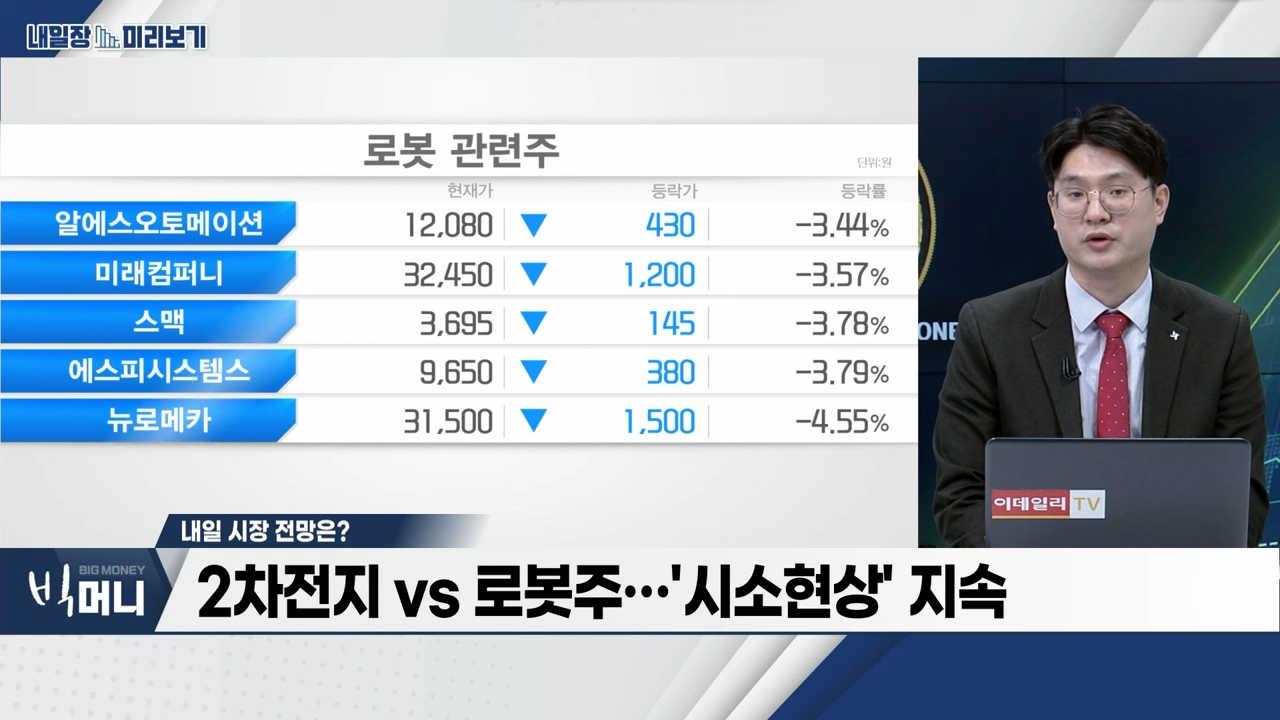 내일장 미리보기
로봇 관련주
단위:원
현재가 등락가 등락률
알에스오토메이션 12,080 ▼ 430 -3.44%
미래컴퍼니 32,450 ▼ 1,200 -3.57%
스맥 3,695 ▼ 145 -3.78%
에스피시스템스 9,650 ▼ 380 -3.79%
뉴로메카 31,500 ▼ 1,500 -4.55%
ONE
이데일리 TV
내일 시장 전망은?
BIG MONEY
빅머니
2차전지 vs 로봇주…'시소현상' 지속